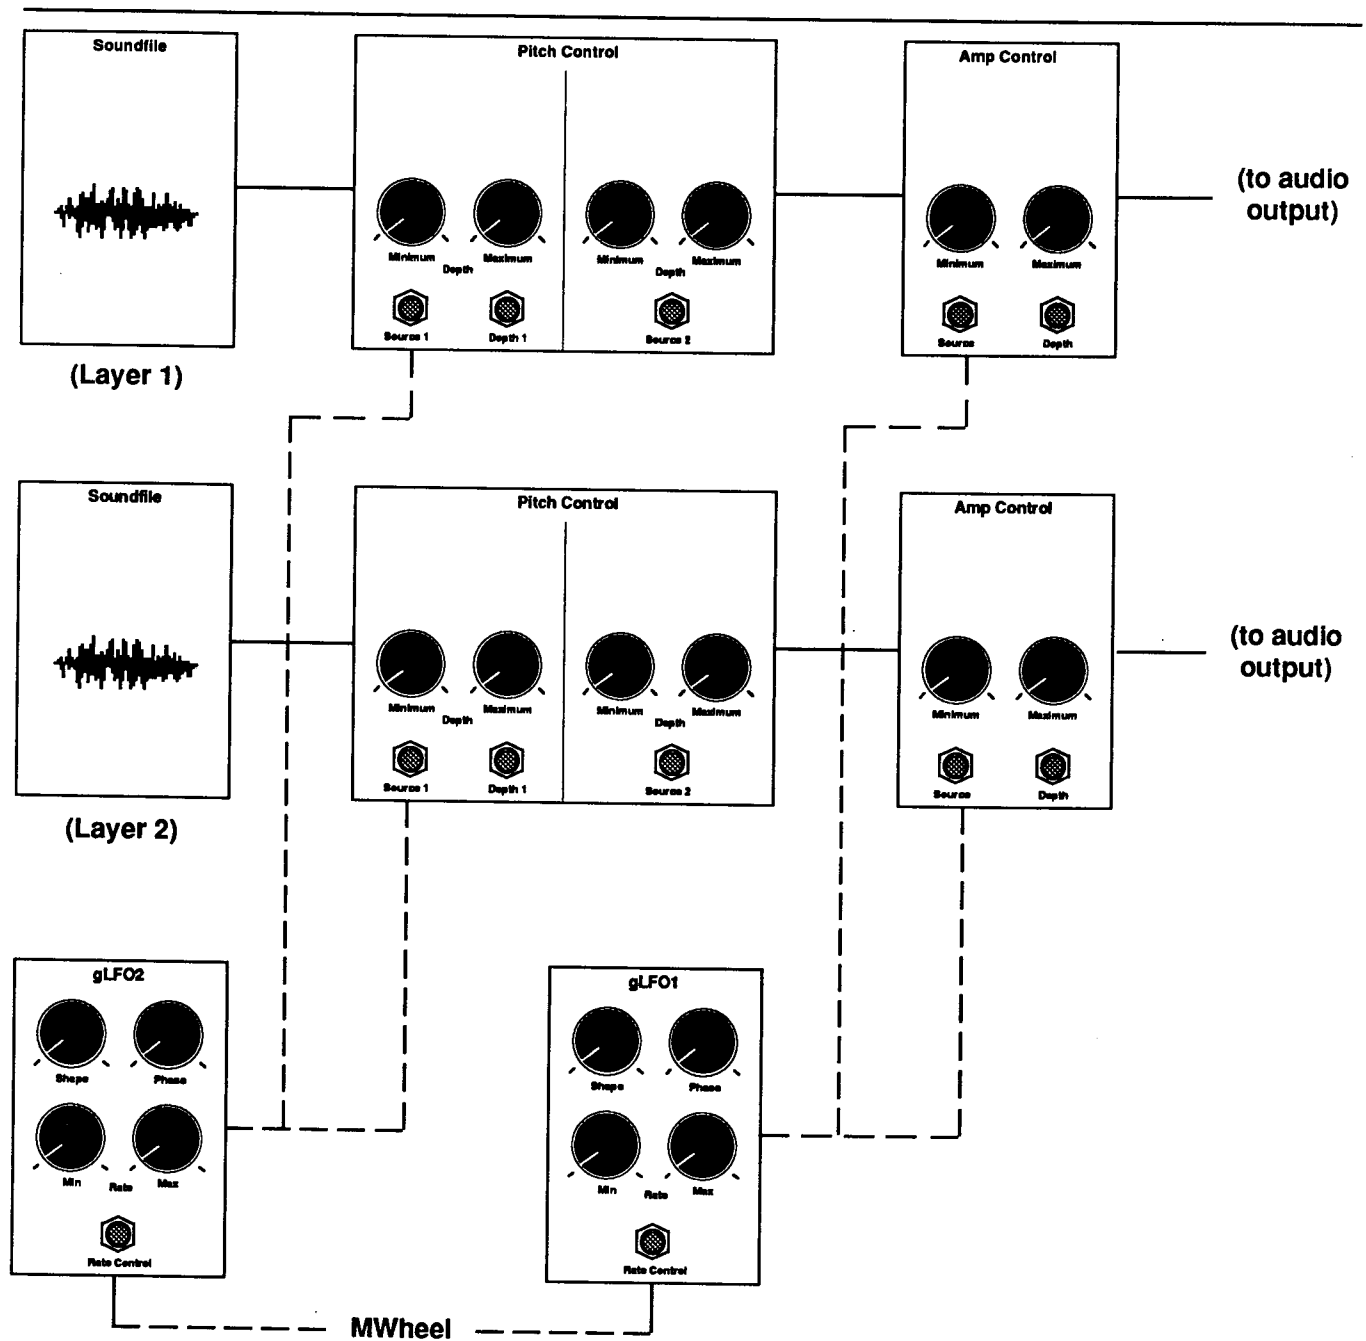 Soundfile
Pitch Control
Amp Control
(to audio
output)
Minimum
Maximum
Depth
Minimum
Maximum
Depth
Minimum
Maximum
Source 1
Depth 1
Source 2
Source
Depth
(Layer 1)
Soundfile
Pitch Control
Amp Control
(to audio
output)
Minimum
Maximum
Depth
Minimum
Maximum
Depth
Minimum
Maximum
Source 1
Depth 1
Source 2
Source
Depth
(Layer 2)
gLFO2
Shape
Phase
Min
Rate
Max
Rate Control
gLFO1
Shape
Phase
Min
Rate
Max
Rate Control
MWheel